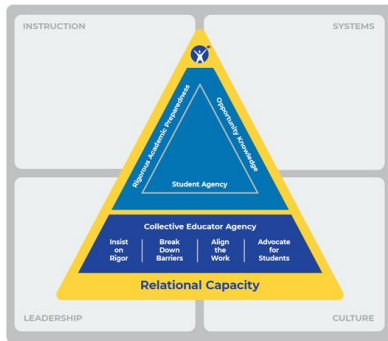 INSTRUCTION
SYSTEMS
Rigorous Academic Preparedness
Opportunity Knowledge
Student Agency
Collective Educator Agency
Insist on Rigor
Break Down Barriers
Align the Work
Advocate for Students
Relational Capacity
LEADERSHIP
CULTURE